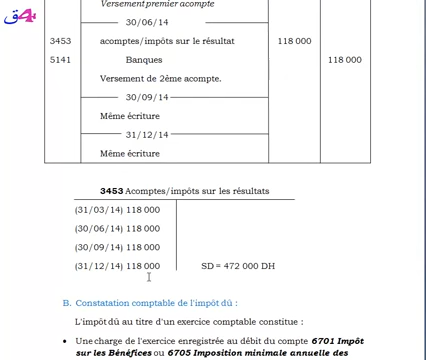 ق4
Versement premier acompte
30/06/14
3453 acomptes/impôts sur le résultat 118 000
5141 Banques 118 000
Versement de 2ème acompte.
30/09/14
Même écriture
31/12/14
Même écriture
3453 Acomptes/impôts sur les résultats
(31/03/14) 118 000
(30/06/14) 118 000
(30/09/14) 118 000
(31/12/14) 118 000 SD = 472 000 DH
B. Constatation comptable de l'impôt dû :
L'impôt dû au titre d'un exercice comptable constitue :
• Une charge de l'exercice enregistrée au débit du compte 6701 Impôt
sur les Bénéfices ou 6705 Imposition minimale annuelle des